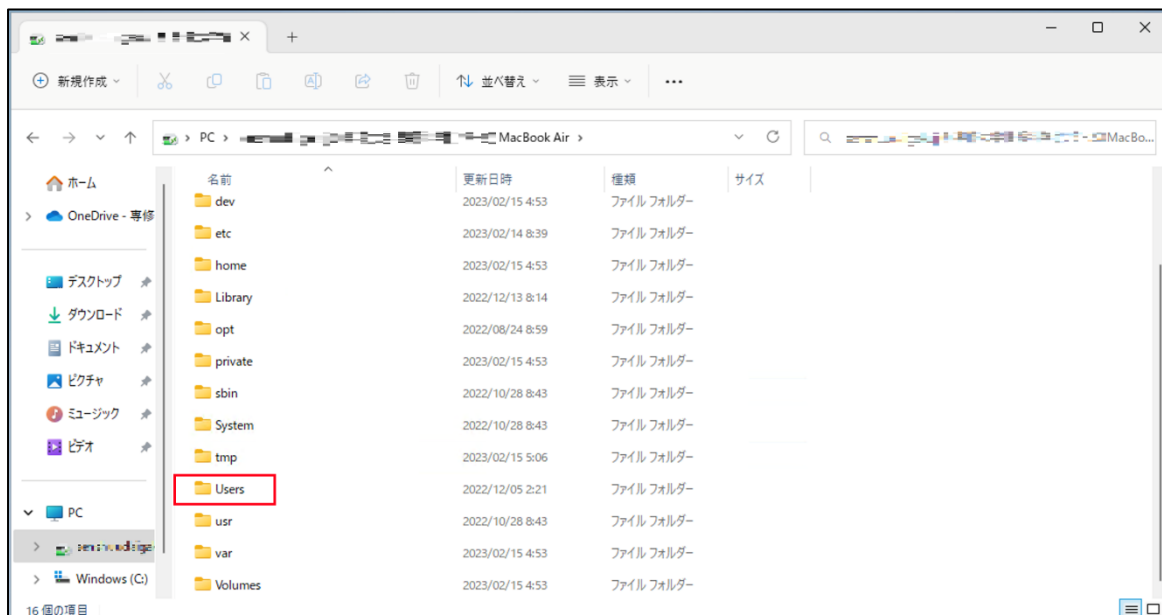 新規作成 並べ替え 表示
PC MacBook Air MacBo...
名前 更新日時 種類 サイズ
ホーム
OneDrive - 専修
デスクトップ
ダウンロード
ドキュメント
ピクチャ
ミュージック
ビデオ
PC
Windows (C:)
dev 2023/02/15 4:53 ファイル フォルダー
etc 2023/02/14 8:39 ファイル フォルダー
home 2023/02/15 4:53 ファイル フォルダー
Library 2022/12/13 8:14 ファイル フォルダー
opt 2022/08/24 8:59 ファイル フォルダー
private 2023/02/15 4:53 ファイル フォルダー
sbin 2022/10/28 8:43 ファイル フォルダー
System 2022/10/28 8:43 ファイル フォルダー
tmp 2023/02/15 5:06 ファイル フォルダー
Users 2022/12/05 2:21 ファイル フォルダー
usr 2022/10/28 8:43 ファイル フォルダー
var 2023/02/15 4:53 ファイル フォルダー
Volumes 2023/02/15 4:53 ファイル フォルダー
16 個の項目